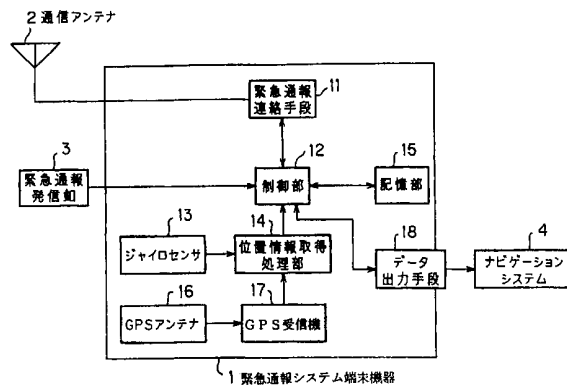 2 通信アンテナ
11
緊急通報
連絡手段
3
緊急通報
発信釦
12
制御部
15
記憶部
13
ジャイロセンサ
14
位置情報取得
処理部
18
データ
出力手段
4
ナビゲーション
システム
16
GPSアンテナ
17
GPS受信機
1 緊急通報システム端末機器